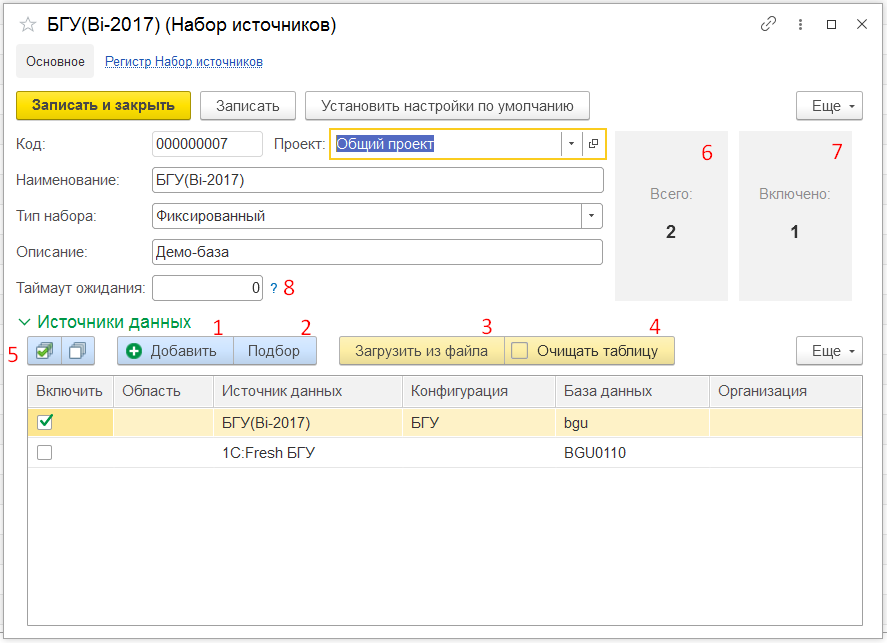 БГУ(Bi-2017) (Набор источников)
Основное Регистр Набор источников
Записать и закрыть Записать Установить настройки по умолчанию Еще
Код: 000000007 Проект: Общий проект 6 7
Наименование: БГУ(Bi-2017) Всего: Включено:
Тип набора: Фиксированный 2 1
Описание: Демо-база
Таймаут ожидания: 0 ? 8
Источники данных 1 2 3 4
5 Добавить Подбор Загрузить из файла Очищать таблицу Еще
Включить Область Источник данных Конфигурация База данных Организация
БГУ(Bi-2017) БГУ bgu
1C:Fresh БГУ BGU0110